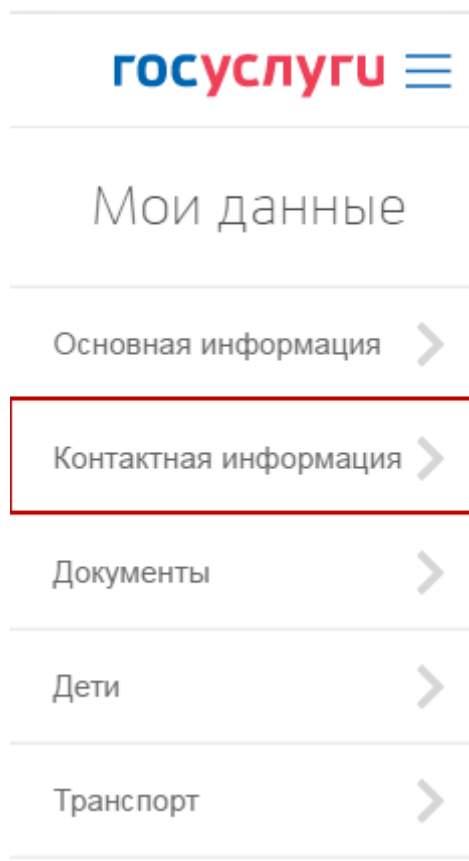 госуслуги
Мои данные
Основная информация
Контактная информация
Документы
Дети
Транспорт